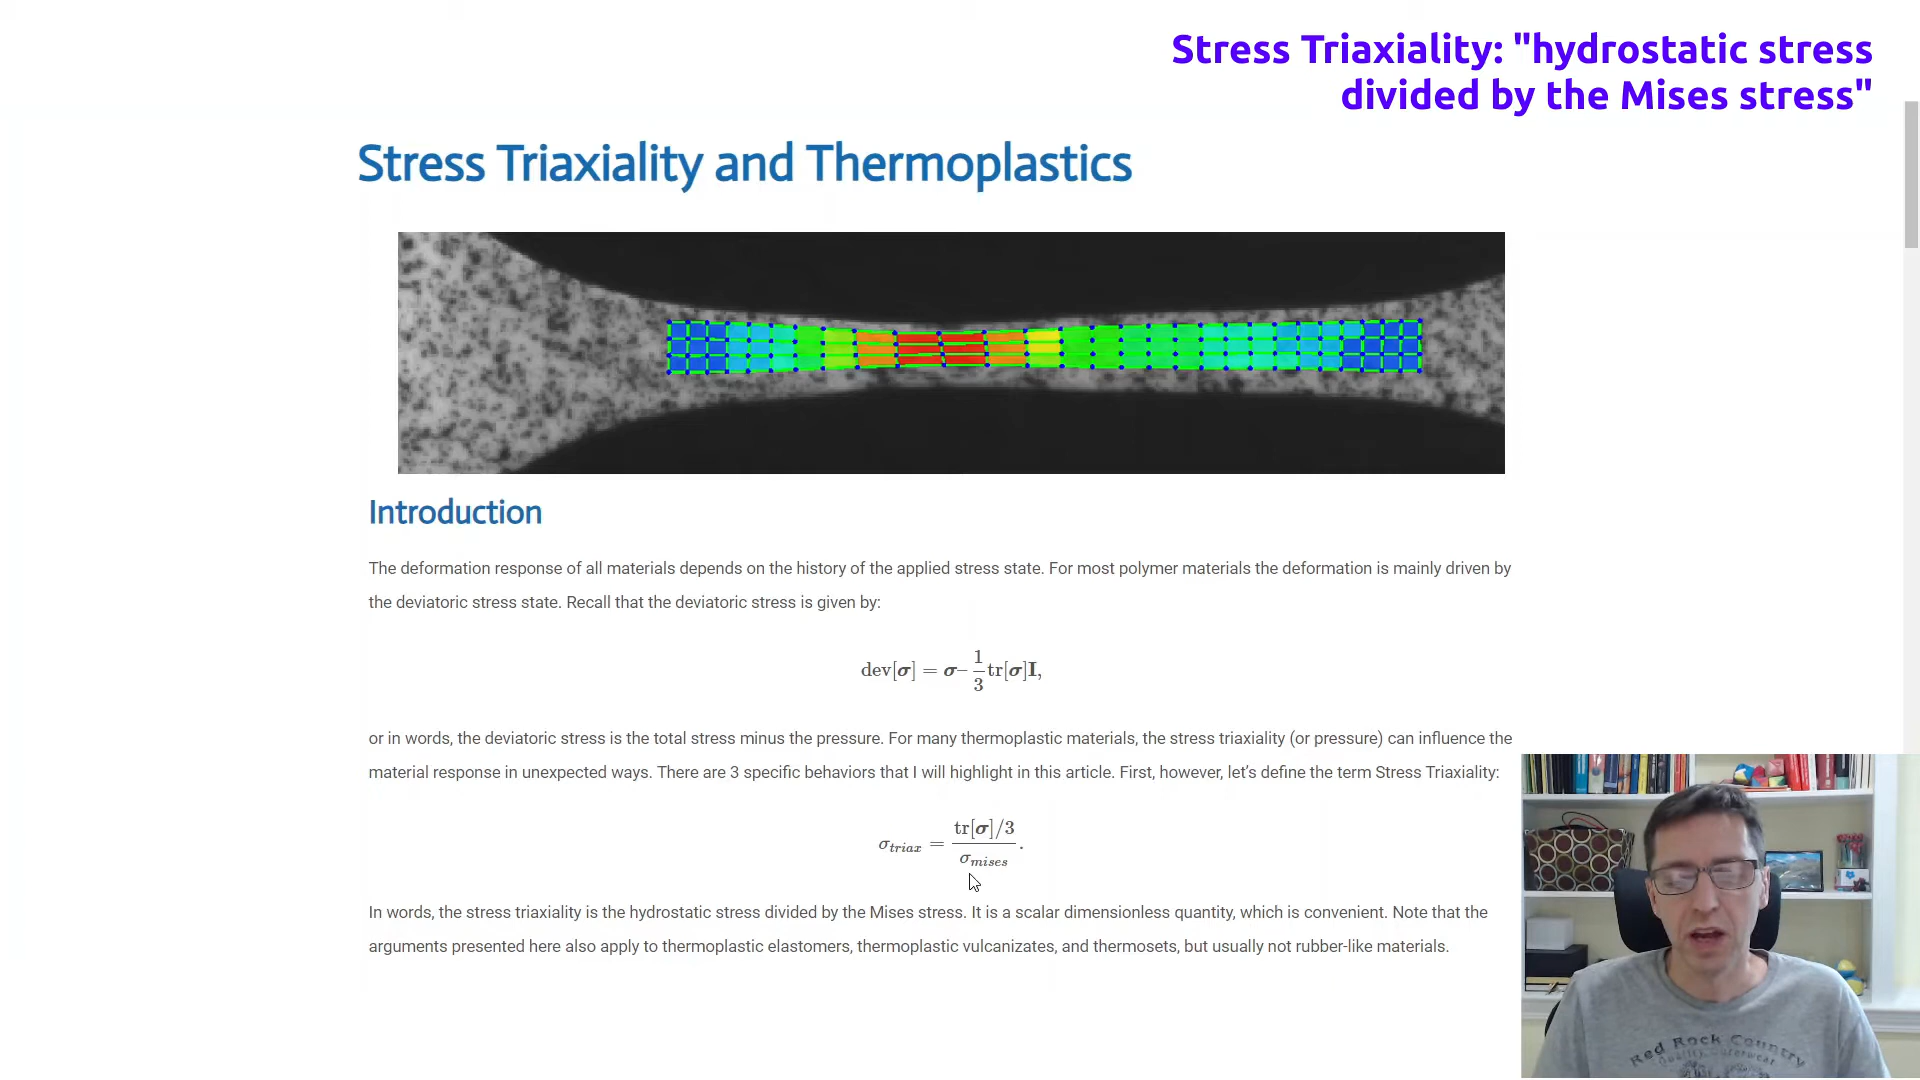 Stress Triaxiality: "hydrostatic stress
divided by the Mises stress"
Stress Triaxiality and Thermoplastics
Introduction
The deformation response of all materials depends on the history of the applied stress state. For most polymer materials the deformation is mainly driven by
the deviatoric stress state. Recall that the deviatoric stress is given by:
dev[σ] = σ– 1/3 tr[σ]I,
or in words, the deviatoric stress is the total stress minus the pressure. For many thermoplastic materials, the stress triaxiality (or pressure) can influence the
material response in unexpected ways. There are 3 specific behaviors that I will highlight in this article. First, however, let's define the term Stress Triaxiality:
σ_triax = (tr[σ]/3) / σ_mises.
In words, the stress triaxiality is the hydrostatic stress divided by the Mises stress. It is a scalar dimensionless quantity, which is convenient. Note that the
arguments presented here also apply to thermoplastic elastomers, thermoplastic vulcanizates, and thermosets, but usually not rubber-like materials.
Red Rock Country